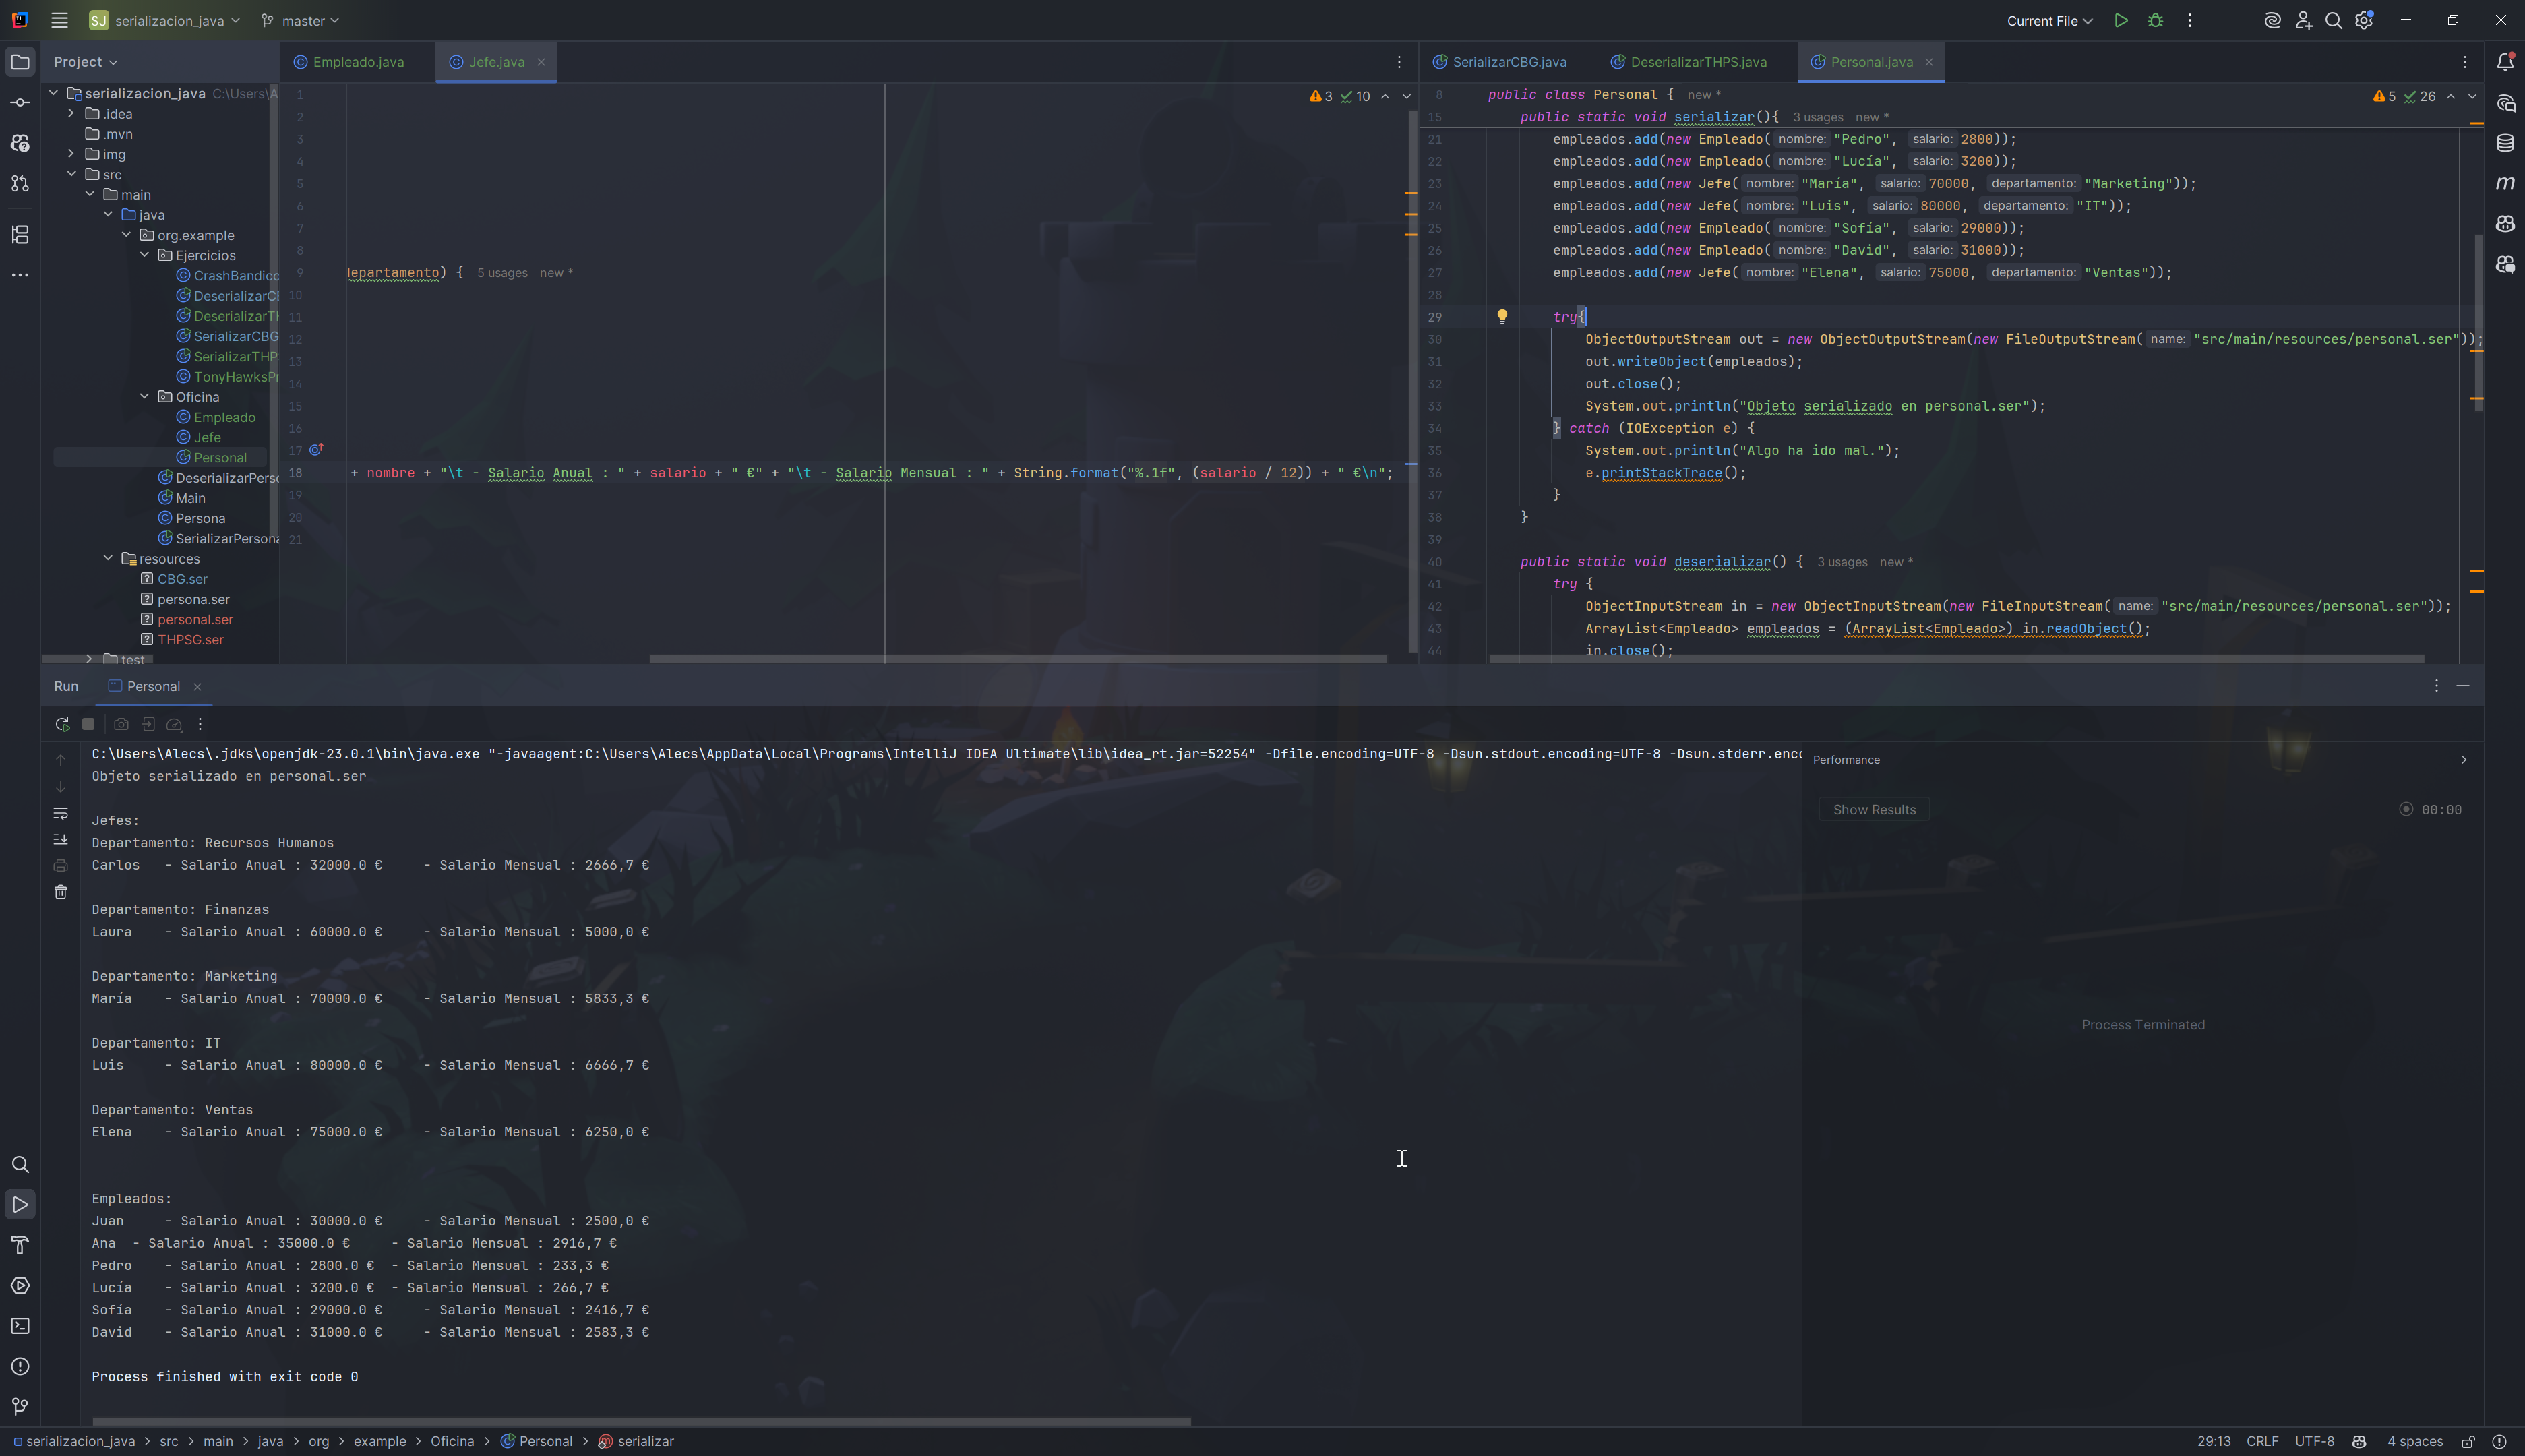 SJ serializacion_java master Current File
Project
Empleado.java Jefe.java
SerializarCBG.java DeserializarTHPS.java Personal.java
serializacion_java C:\Users\A
.idea
.mvn
img
src
main
java
org.example
Ejercicios
CrashBandico
DeserializarC
DeserializarT
SerializarCBG
SerializarTHP
TonyHawksPr
Oficina
Empleado
Jefe
Personal
DeserializarPerso
Main
Persona
SerializarPersona
resources
CBG.ser
persona.ser
personal.ser
THPSG.ser
test
3 10
1
2
3
4
5
6
7
8
9 departamento) { 5 usages new *
10
11
12
13
14
15
16
17
18 + nombre + "\t - Salario Anual : " + salario + " €" + "\t - Salario Mensual : " + String.format("%.1f", (salario / 12)) + " €\n";
19
20
21
5 26
8 public class Personal { new *
15 public static void serializar(){ 3 usages new *
21 empleados.add(new Empleado( nombre: "Pedro", salario: 2800));
22 empleados.add(new Empleado( nombre: "Lucía", salario: 3200));
23 empleados.add(new Jefe( nombre: "María", salario: 70000, departamento: "Marketing"));
24 empleados.add(new Jefe( nombre: "Luis", salario: 80000, departamento: "IT"));
25 empleados.add(new Empleado( nombre: "Sofía", salario: 29000));
26 empleados.add(new Empleado( nombre: "David", salario: 31000));
27 empleados.add(new Jefe( nombre: "Elena", salario: 75000, departamento: "Ventas"));
28
29 try{
30 ObjectOutputStream out = new ObjectOutputStream(new FileOutputStream( name: "src/main/resources/personal.ser"));
31 out.writeObject(empleados);
32 out.close();
33 System.out.println("Objeto serializado en personal.ser");
34 } catch (IOException e) {
35 System.out.println("Algo ha ido mal.");
36 e.printStackTrace();
37 }
38 }
39
40 public static void deserializar() { 3 usages new *
41 try {
42 ObjectInputStream in = new ObjectInputStream(new FileInputStream( name: "src/main/resources/personal.ser"));
43 ArrayList<Empleado> empleados = (ArrayList<Empleado>) in.readObject();
44 in.close();
Run Personal
C:\Users\Alecs\.jdks\openjdk-23.0.1\bin\java.exe "-javaagent:C:\Users\Alecs\AppData\Local\Programs\IntelliJ IDEA Ultimate\lib\idea_rt.jar=52254" -Dfile.encoding=UTF-8 -Dsun.stdout.encoding=UTF-8 -Dsun.stderr.enco
Objeto serializado en personal.ser
Jefes:
Departamento: Recursos Humanos
Carlos - Salario Anual : 32000.0 € - Salario Mensual : 2666,7 €
Departamento: Finanzas
Laura - Salario Anual : 60000.0 € - Salario Mensual : 5000,0 €
Departamento: Marketing
María - Salario Anual : 70000.0 € - Salario Mensual : 5833,3 €
Departamento: IT
Luis - Salario Anual : 80000.0 € - Salario Mensual : 6666,7 €
Departamento: Ventas
Elena - Salario Anual : 75000.0 € - Salario Mensual : 6250,0 €
Empleados:
Juan - Salario Anual : 30000.0 € - Salario Mensual : 2500,0 €
Ana - Salario Anual : 35000.0 € - Salario Mensual : 2916,7 €
Pedro - Salario Anual : 2800.0 € - Salario Mensual : 233,3 €
Lucía - Salario Anual : 3200.0 € - Salario Mensual : 266,7 €
Sofía - Salario Anual : 29000.0 € - Salario Mensual : 2416,7 €
David - Salario Anual : 31000.0 € - Salario Mensual : 2583,3 €
Process finished with exit code 0
Performance
Show Results 00:00
Process Terminated
serializacion_java > src > main > java > org > example > Oficina > Personal > serializar
29:13 CRLF UTF-8 4 spaces